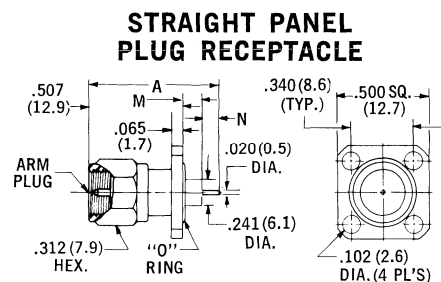 STRAIGHT PANEL
PLUG RECEPTACLE
A
.507
(12.9)
M
.065
(1.7)
N
.020 (0.5)
DIA.
ARM
PLUG
.312 (7.9)
HEX.
"O"
RING
.241 (6.1)
DIA.
.340 (8.6)
(TYP.)
.500 SQ.
(12.7)
.102 (2.6)
DIA. (4 PL'S)